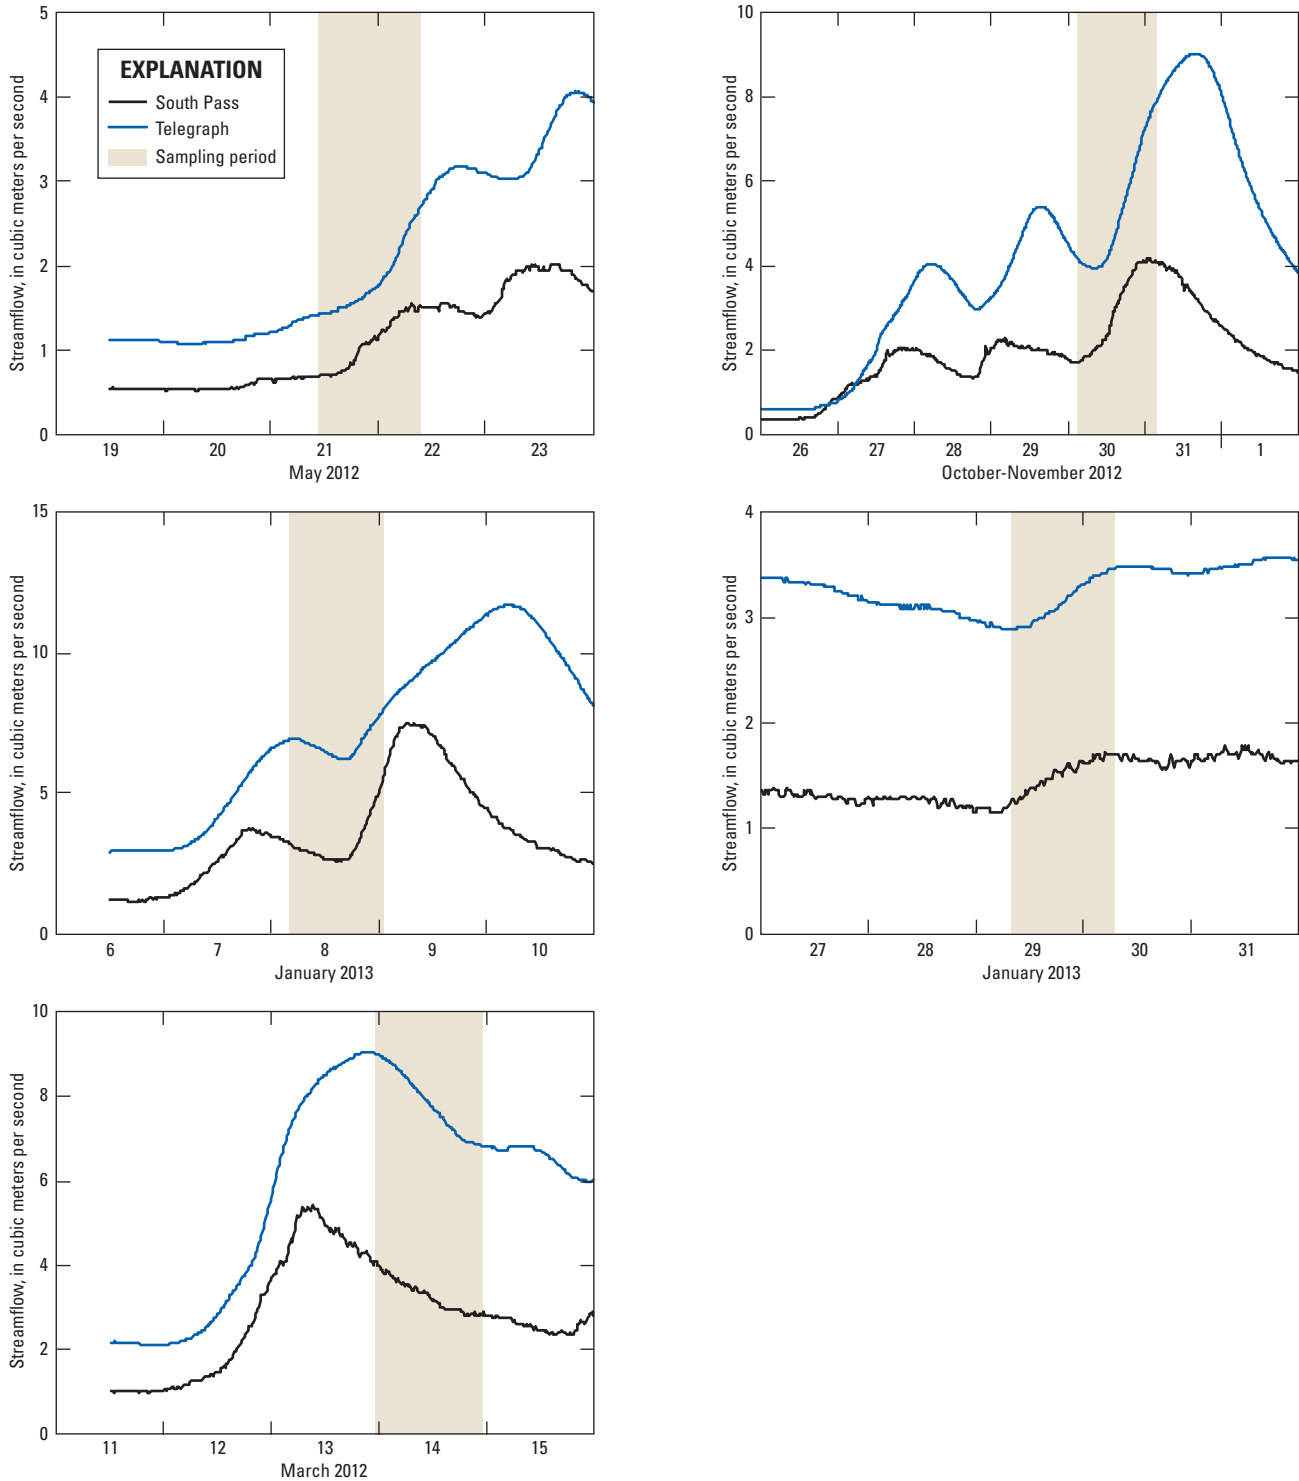 Streamflow, in cubic meters per second
5
4
3
2
1
0
EXPLANATION
South Pass
Telegraph
Sampling period
19 20 21 22 23
May 2012
Streamflow, in cubic meters per second
10
8
6
4
2
0
26 27 28 29 30 31 1
October-November 2012
Streamflow, in cubic meters per second
15
10
5
0
6 7 8 9 10
January 2013
Streamflow, in cubic meters per second
4
3
2
1
0
27 28 29 30 31
January 2013
Streamflow, in cubic meters per second
10
8
6
4
2
0
11 12 13 14 15
March 2012